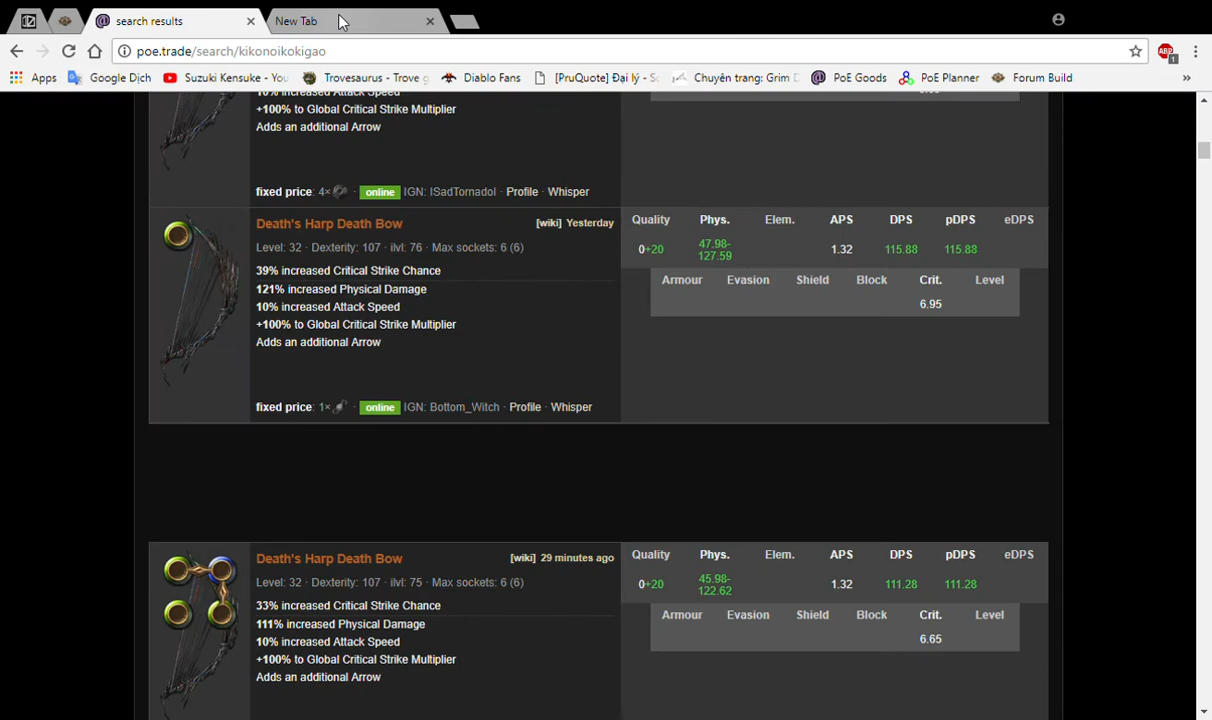 search results
New Tab
poe.trade/search/kikonoikokigao
Apps
Google Dịch
Suzuki Kensuke - You
Trovesaurus - Trove g
Diablo Fans
[PruQuote] Đại lý - Sc
Chuyên trang: Grim D
PoE Goods
PoE Planner
Forum Build
»
ABP
1
10% increased Attack Speed
+100% to Global Critical Strike Multiplier
Adds an additional Arrow
fixed price: 4× · online IGN: ISadTornadoI · Profile · Whisper
Death's Harp Death Bow [wiki] Yesterday
Level: 32 · Dexterity: 107 · ilvl: 76 · Max sockets: 6 (6)
39% increased Critical Strike Chance
121% increased Physical Damage
10% increased Attack Speed
+100% to Global Critical Strike Multiplier
Adds an additional Arrow
fixed price: 1× · online IGN: Bottom_Witch · Profile · Whisper
Quality Phys. Elem. APS DPS pDPS eDPS
0+20 47.98-127.59 1.32 115.88 115.88
Armour Evasion Shield Block Crit. Level
6.95
Death's Harp Death Bow [wiki] 29 minutes ago
Level: 32 · Dexterity: 107 · ilvl: 75 · Max sockets: 6 (6)
33% increased Critical Strike Chance
111% increased Physical Damage
10% increased Attack Speed
+100% to Global Critical Strike Multiplier
Adds an additional Arrow
Quality Phys. Elem. APS DPS pDPS eDPS
0+20 45.98-122.62 1.32 111.28 111.28
Armour Evasion Shield Block Crit. Level
6.65